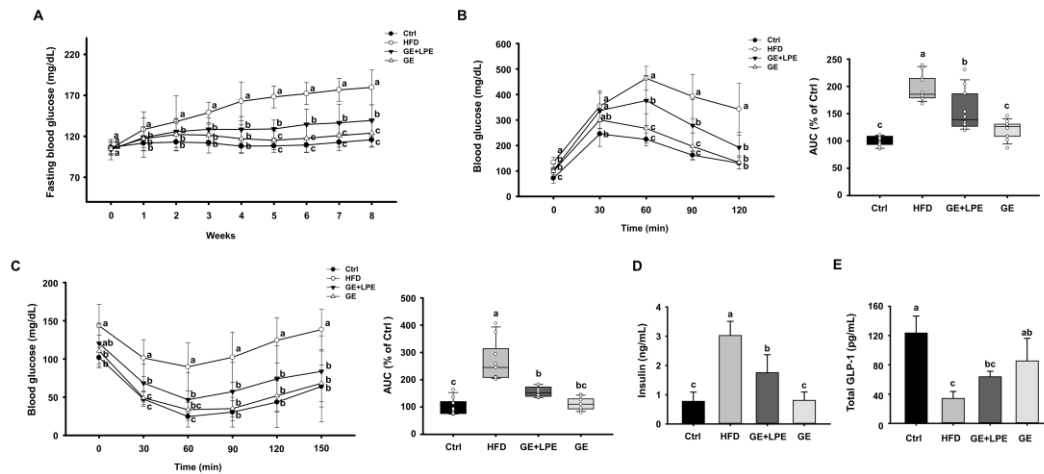 A
Ctrl
HFD
GE+LPE
GE
Fasting blood glucose (mg/dL)
220
170
120
70
a
a
a
a
a
a
a
a
a
a
b
b
b
b
b
b
b
b
b
b
c
c
c
c
c
0 1 2 3 4 5 6 7 8
Weeks
B
Ctrl
HFD
GE+LPE
GE
Blood glucose (mg/dL)
600
500
400
300
200
100
0
a
b
b
c
a
a
ab
b
a
b
c
c
a
b
c
c
a
b
b
b
0 30 60 90 120
Time (min)
AUC (% of Ctrl)
250
200
150
100
50
0
c
a
b
c
Ctrl HFD GE+LPE GE
C
Ctrl
HFD
GE+LPE
GE
Blood glucose (mg/dL)
200
150
100
50
0
a
ab
b
b
a
b
b
b
a
b
bc
c
a
b
b
b
a
b
b
b
a
b
b
b
0 30 60 90 120 150
Time (min)
AUC (% of Ctrl)
500
400
300
200
100
0
c
a
b
bc
Ctrl HFD GE+LPE GE
D
Insulin (ng/mL)
4
3
2
1
0
c
a
b
c
Ctrl HFD GE+LPE GE
E
Total GLP-1 (pg/mL)
160
120
80
40
0
a
c
bc
ab
Ctrl HFD GE+LPE GE